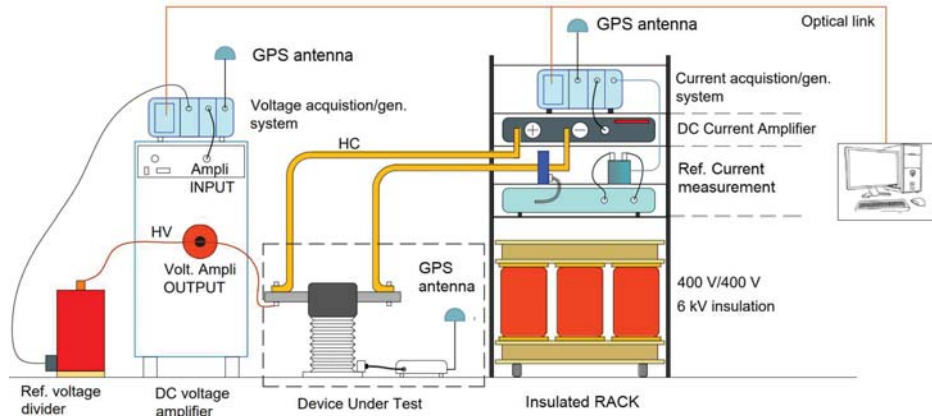 GPS antenna
Optical link
GPS antenna
Voltage acquistion/gen.
system
Current acquistion/gen.
system
DC Current Amplifier
HC
Ampli
INPUT
Ref. Current
measurement
HV
Volt. Ampli
OUTPUT
GPS
antenna
400 V/400 V
6 kV insulation
Ref. voltage
divider
DC voltage
amplifier
Device Under Test
Insulated RACK